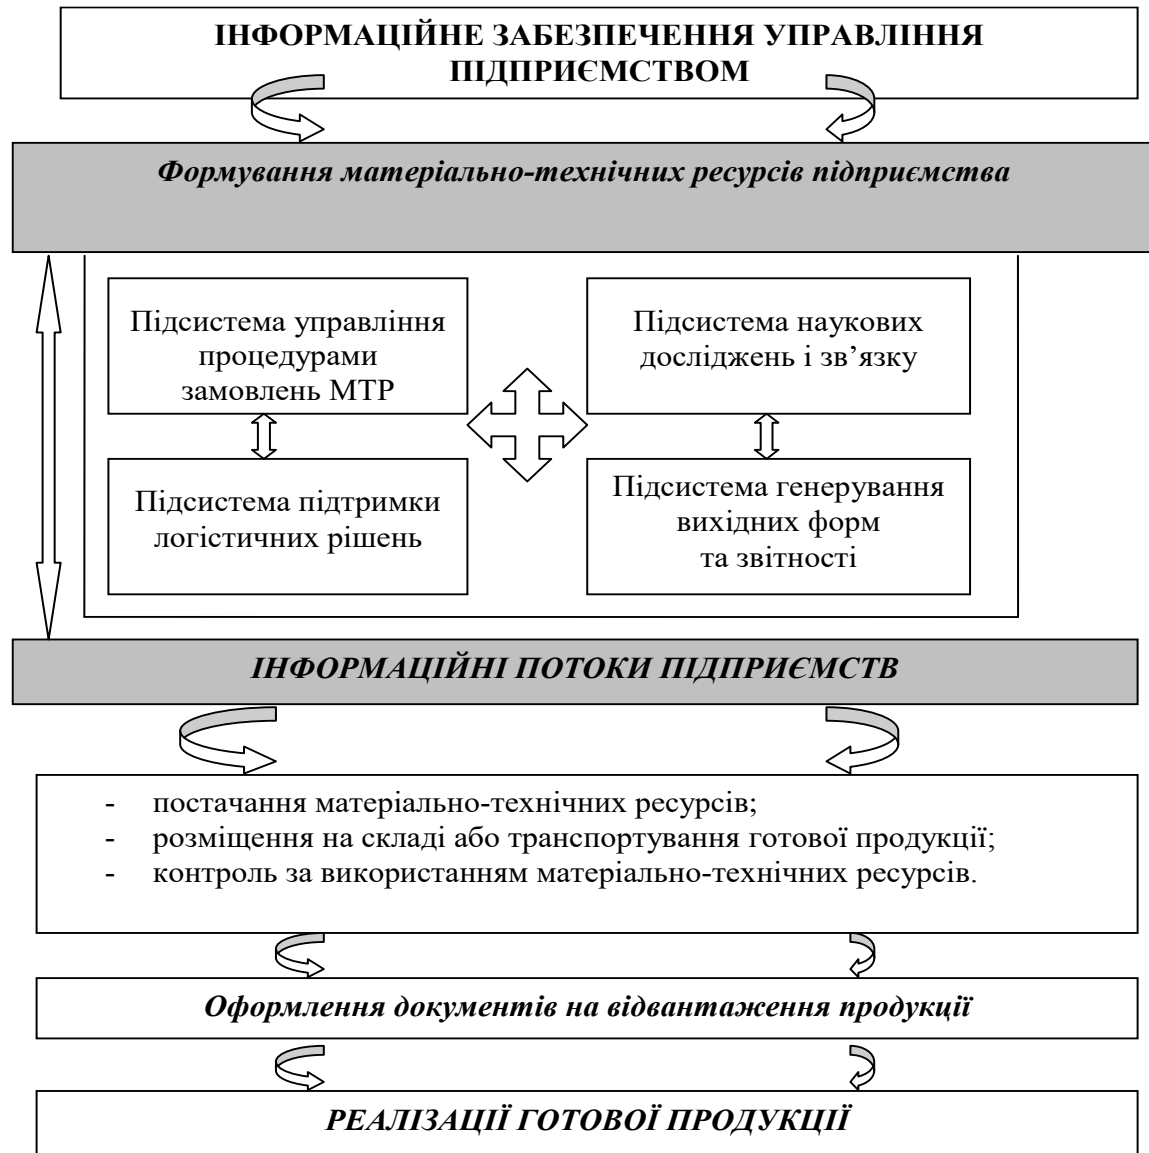 ІНФОРМАЦІЙНЕ ЗАБЕЗПЕЧЕННЯ УПРАВЛІННЯ
ПІДПРИЄМСТВОМ
Формування матеріально-технічних ресурсів підприємства
Підсистема управління
процедурами
замовлень МТР
Підсистема наукових
досліджень і зв’язку
Підсистема підтримки
логістичних рішень
Підсистема генерування
вихідних форм
та звітності
ІНФОРМАЦІЙНІ ПОТОКИ ПІДПРИЄМСТВ
- постачання матеріально-технічних ресурсів;
- розміщення на складі або транспортування готової продукції;
- контроль за використанням матеріально-технічних ресурсів.
Оформлення документів на відвантаження продукції
РЕАЛІЗАЦІЇ ГОТОВОЇ ПРОДУКЦІЇ